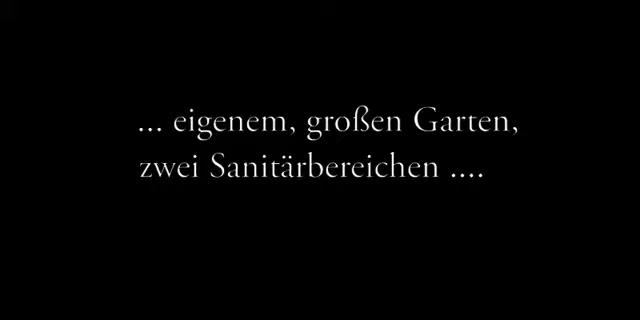 ... eigenem, großen Garten,
zwei Sanitärbereichen ....